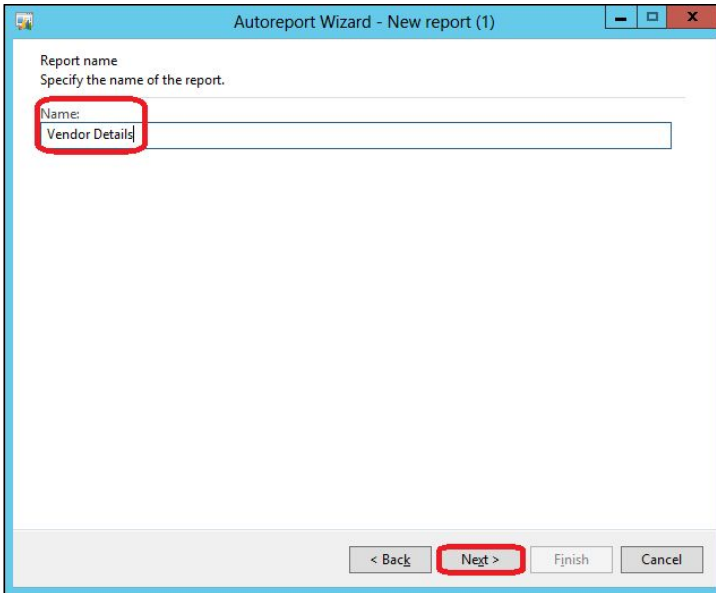 Autoreport Wizard - New report (1)
Report name
Specify the name of the report.
Name:
Vendor Details
< Back Next > Finish Cancel